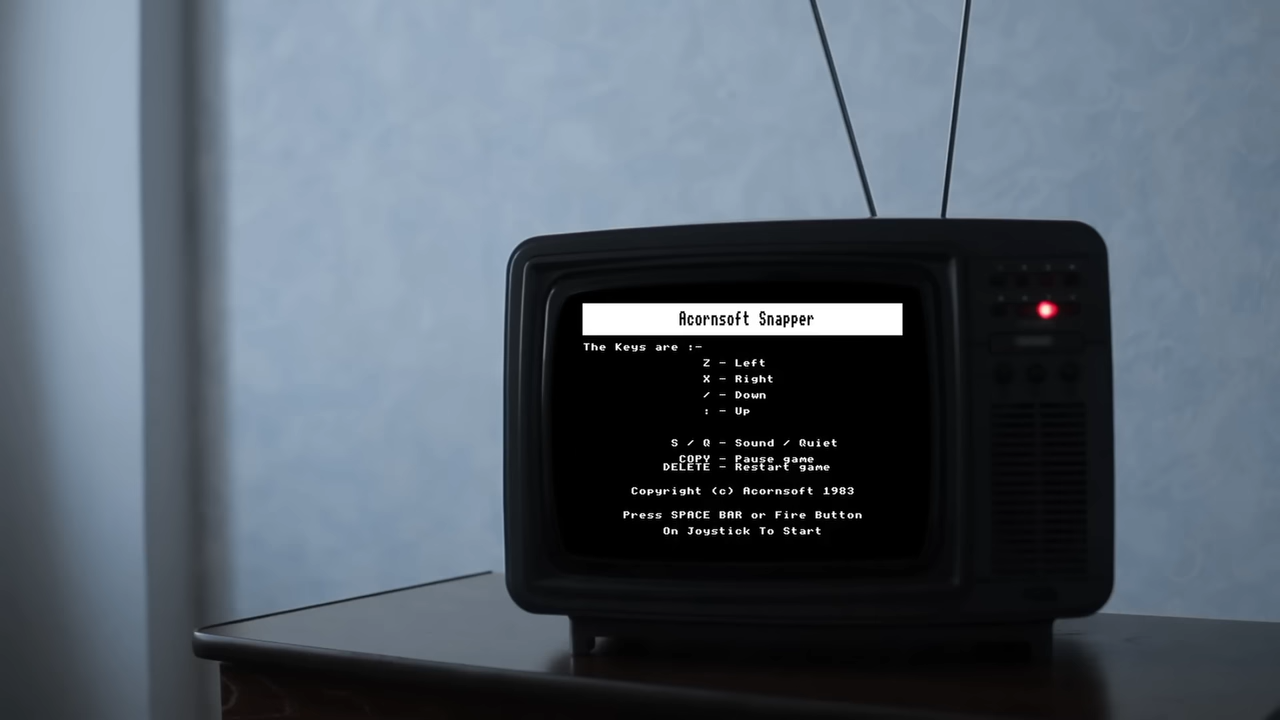 Acornsoft Snapper
The Keys are :-
Z - Left
X - Right
/ - Down
: - Up
S / Q - Sound / Quiet
COPY - Pause game
DELETE - Restart game
Copyright (c) Acornsoft 1983
Press SPACE BAR or Fire Button
On Joystick To Start